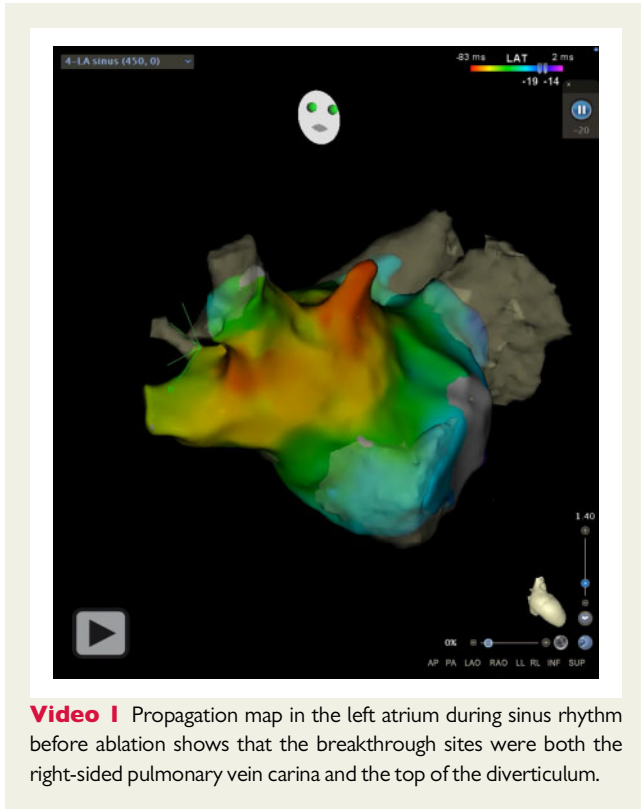 4-LA sinus (450, 0)
-83 ms LAT 2 ms
-19 -14
-20
1.40
0%
AP PA LAO RAO LL RL INF SUP
Video 1 Propagation map in the left atrium during sinus rhythm
before ablation shows that the breakthrough sites were both the
right-sided pulmonary vein carina and the top of the diverticulum.